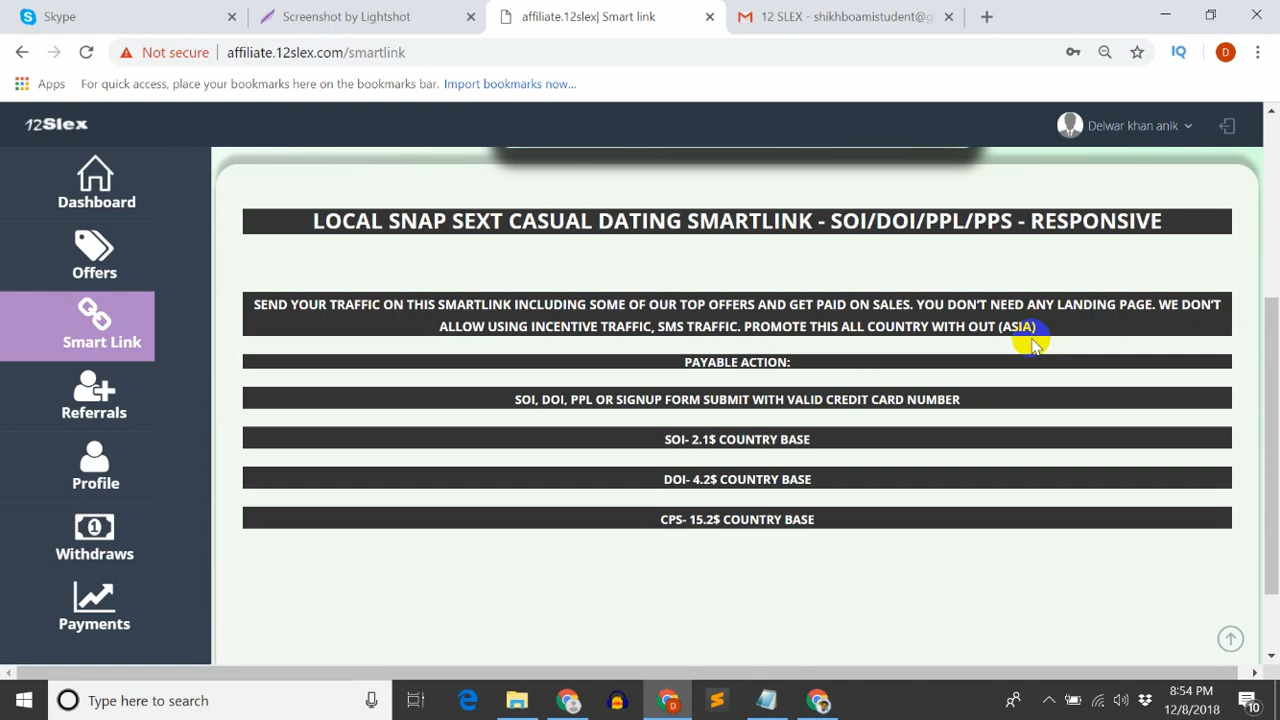 Skype
Screenshot by Lightshot
affiliate.12slex| Smart link
12 SLEX - shikhboamistudent@g
Not secure
affiliate.12slex.com/smartlink
IQ
D
Apps
For quick access, place your bookmarks here on the bookmarks bar. Import bookmarks now...
12Slex
Delwar khan anik
Dashboard
Offers
Smart Link
Referrals
Profile
Withdraws
Payments
LOCAL SNAP SEXT CASUAL DATING SMARTLINK - SOI/DOI/PPL/PPS - RESPONSIVE
SEND YOUR TRAFFIC ON THIS SMARTLINK INCLUDING SOME OF OUR TOP OFFERS AND GET PAID ON SALES. YOU DON'T NEED ANY LANDING PAGE. WE DON'T
ALLOW USING INCENTIVE TRAFFIC, SMS TRAFFIC. PROMOTE THIS ALL COUNTRY WITH OUT (ASIA)
PAYABLE ACTION:
SOI, DOI, PPL OR SIGNUP FORM SUBMIT WITH VALID CREDIT CARD NUMBER
SOI- 2.1$ COUNTRY BASE
DOI- 4.2$ COUNTRY BASE
CPS- 15.2$ COUNTRY BASE
Type here to search
D
8:54 PM
12/8/2018
10